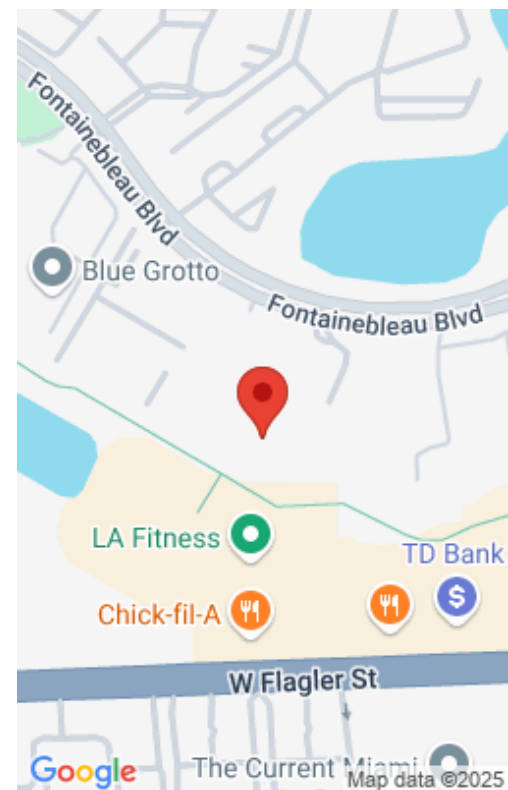 Fontainebleau Blvd
Blue Grotto
Fontainebleau Blvd
LA Fitness
TD Bank
$
Chick-fil-A
W Flagler St
Google
The Current Miami
Map data ©2025